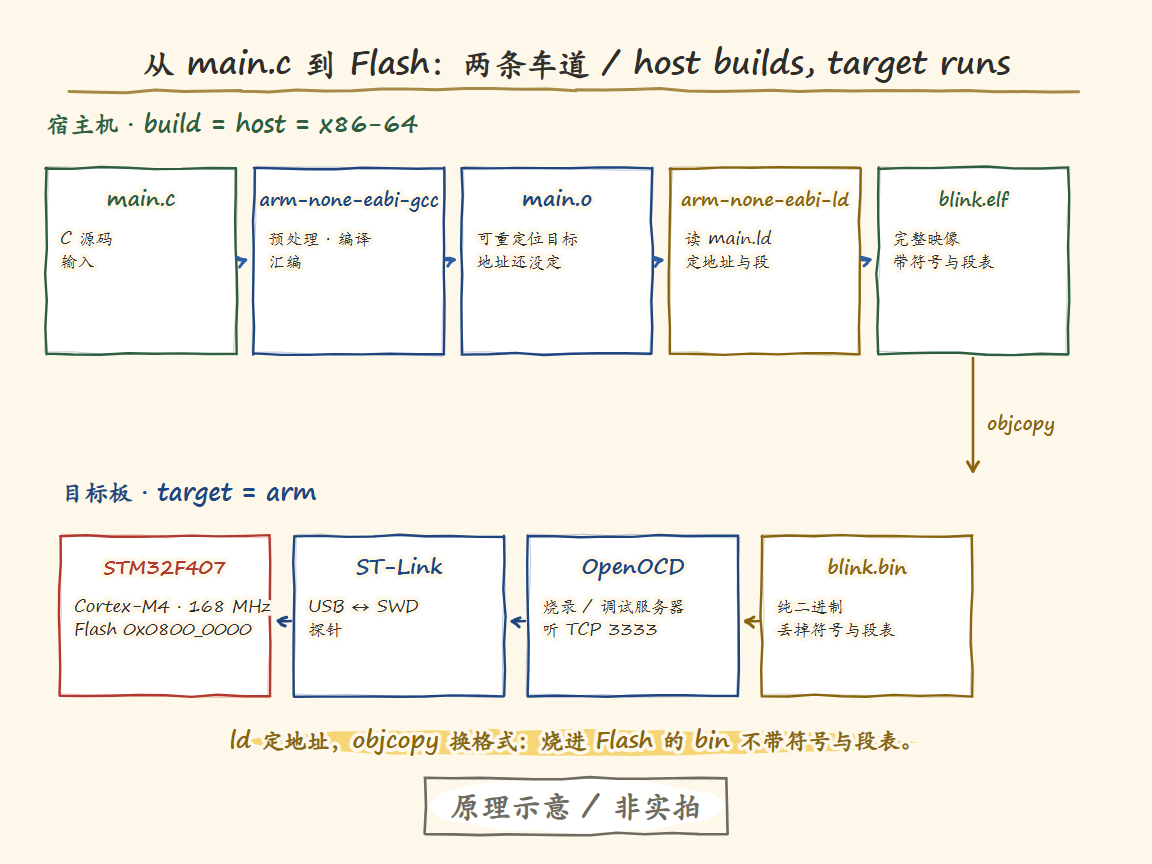 从 main.c 到 Flash：两条车道 / host builds, target runs
宿主机 · build = host = x86-64
main.c
C 源码
输入
arm-none-eabi-gcc
预处理 · 编译
汇编
main.o
可重定位目标
地址还没定
arm-none-eabi-ld
读 main.ld
定地址与段
blink.elf
完整映像
带符号与段表
objcopy
目标板 · target = arm
STM32F407
Cortex-M4 · 168 MHz
Flash 0x0800_0000
ST-Link
USB ↔ SWD
探针
OpenOCD
烧录 / 调试服务器
听 TCP 3333
blink.bin
纯二进制
丢掉符号与段表
ld 定地址，objcopy 换格式：烧进 Flash 的 bin 不带符号与段表。
原理示意 / 非实拍